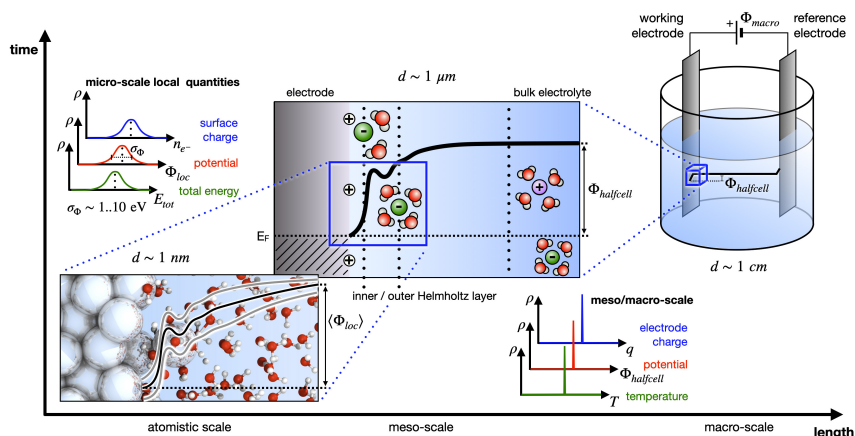 time
micro-scale local quantities
ρ
surface
charge
n_e⁻
ρ
σ_Φ
potential
Φ_loc
ρ
total energy
E_tot
σ_Φ ~ 1..10 eV
d ~ 1 μm
electrode
bulk electrolyte
+
-
+
-
+
+
-
E_F
Φ_halfcell
inner / outer Helmholtz layer
working
electrode
+
Φ_macro
reference
electrode
Φ_halfcell
d ~ 1 cm
d ~ 1 nm
⟨Φ_loc⟩
ρ
meso/macro-scale
electrode
charge
q
ρ
potential
Φ_halfcell
ρ
temperature
T
atomistic scale
meso-scale
macro-scale
length